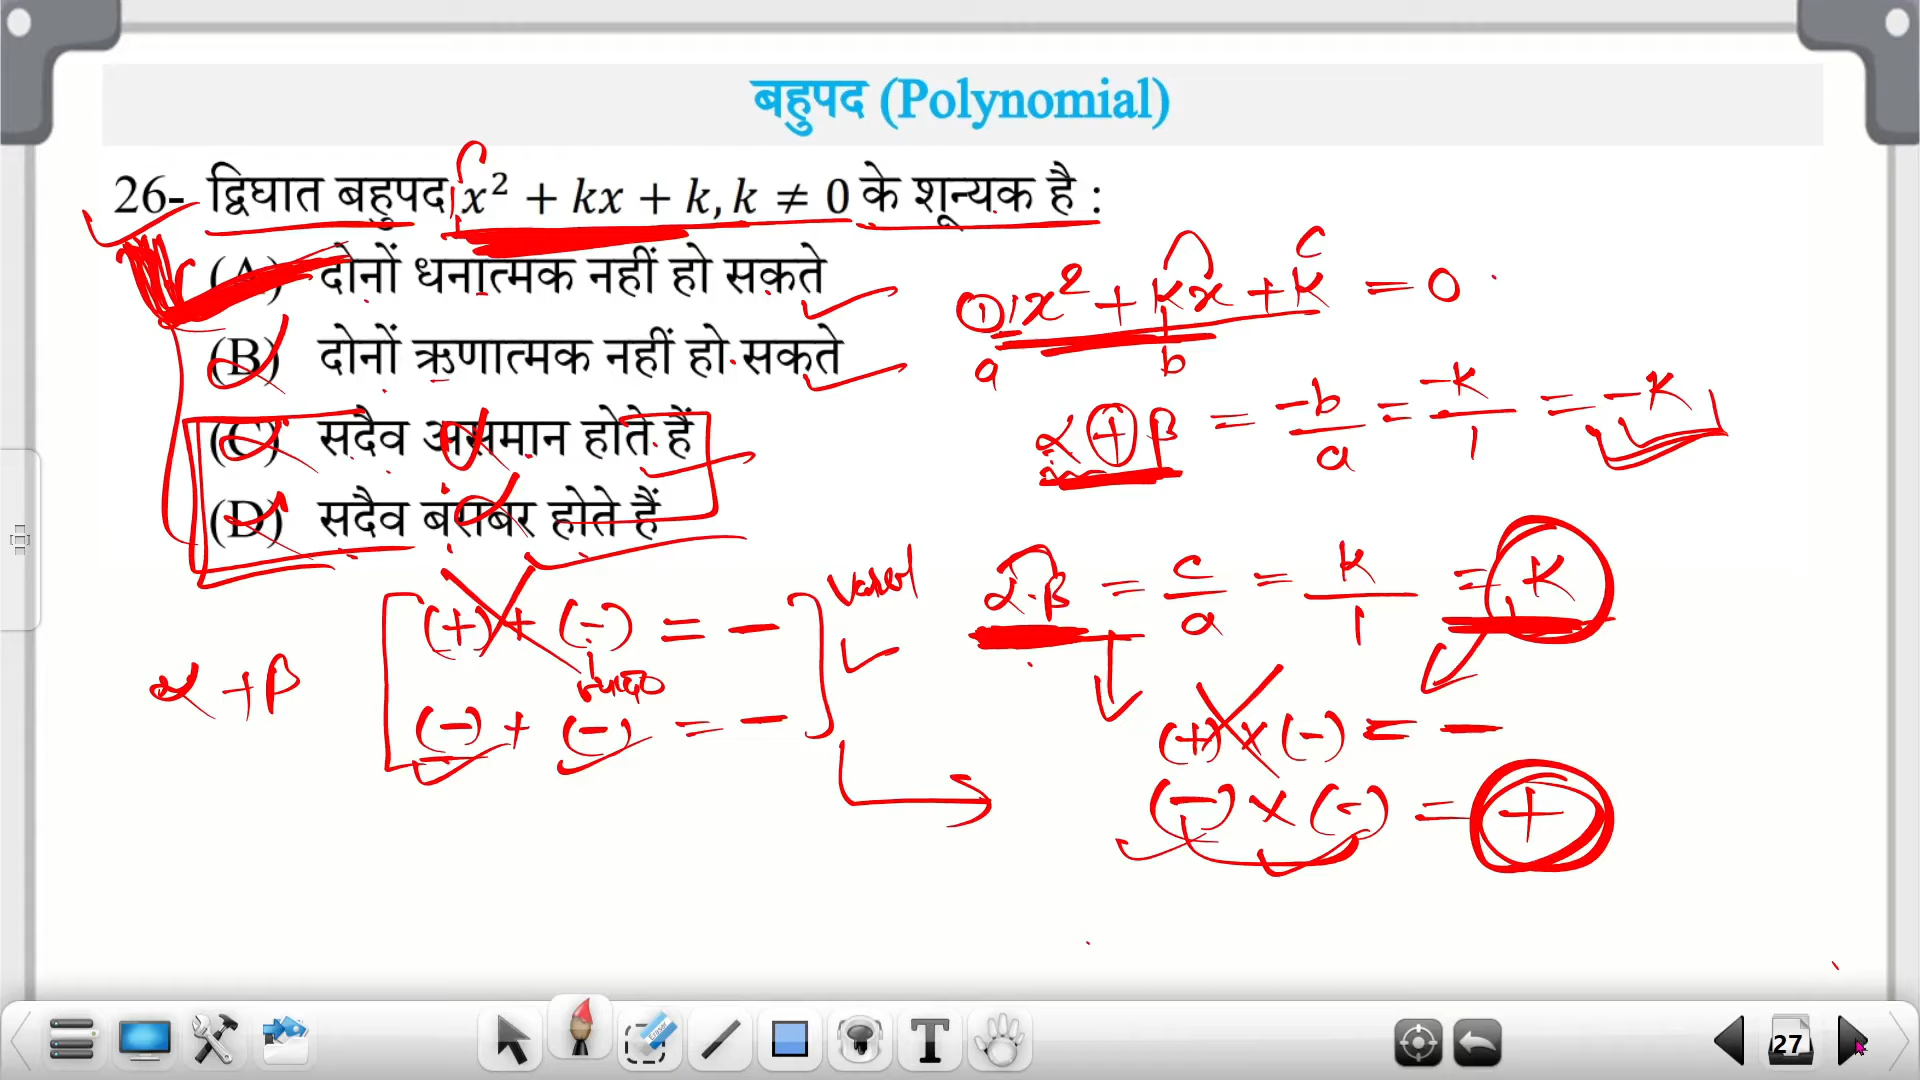 बहुपद (Polynomial)
26- द्विघात बहुपद x² + kx + k, k ≠ 0 के शून्यक है :
(A) दोनों धनात्मक नहीं हो सकते
(B) दोनों ऋणात्मक नहीं हो सकते
(C) सदैव असमान होते हैं
(D) सदैव बराबर होते हैं
c
① 1x² + kx + k = 0
a b
α + β = -b/a = -k/1 = -k
α·β = c/a = k/1 = k
(+) + (-) = -
α + β
(-) + (-) = -
(+) × (-) = -
(-) × (-) = +
T
27